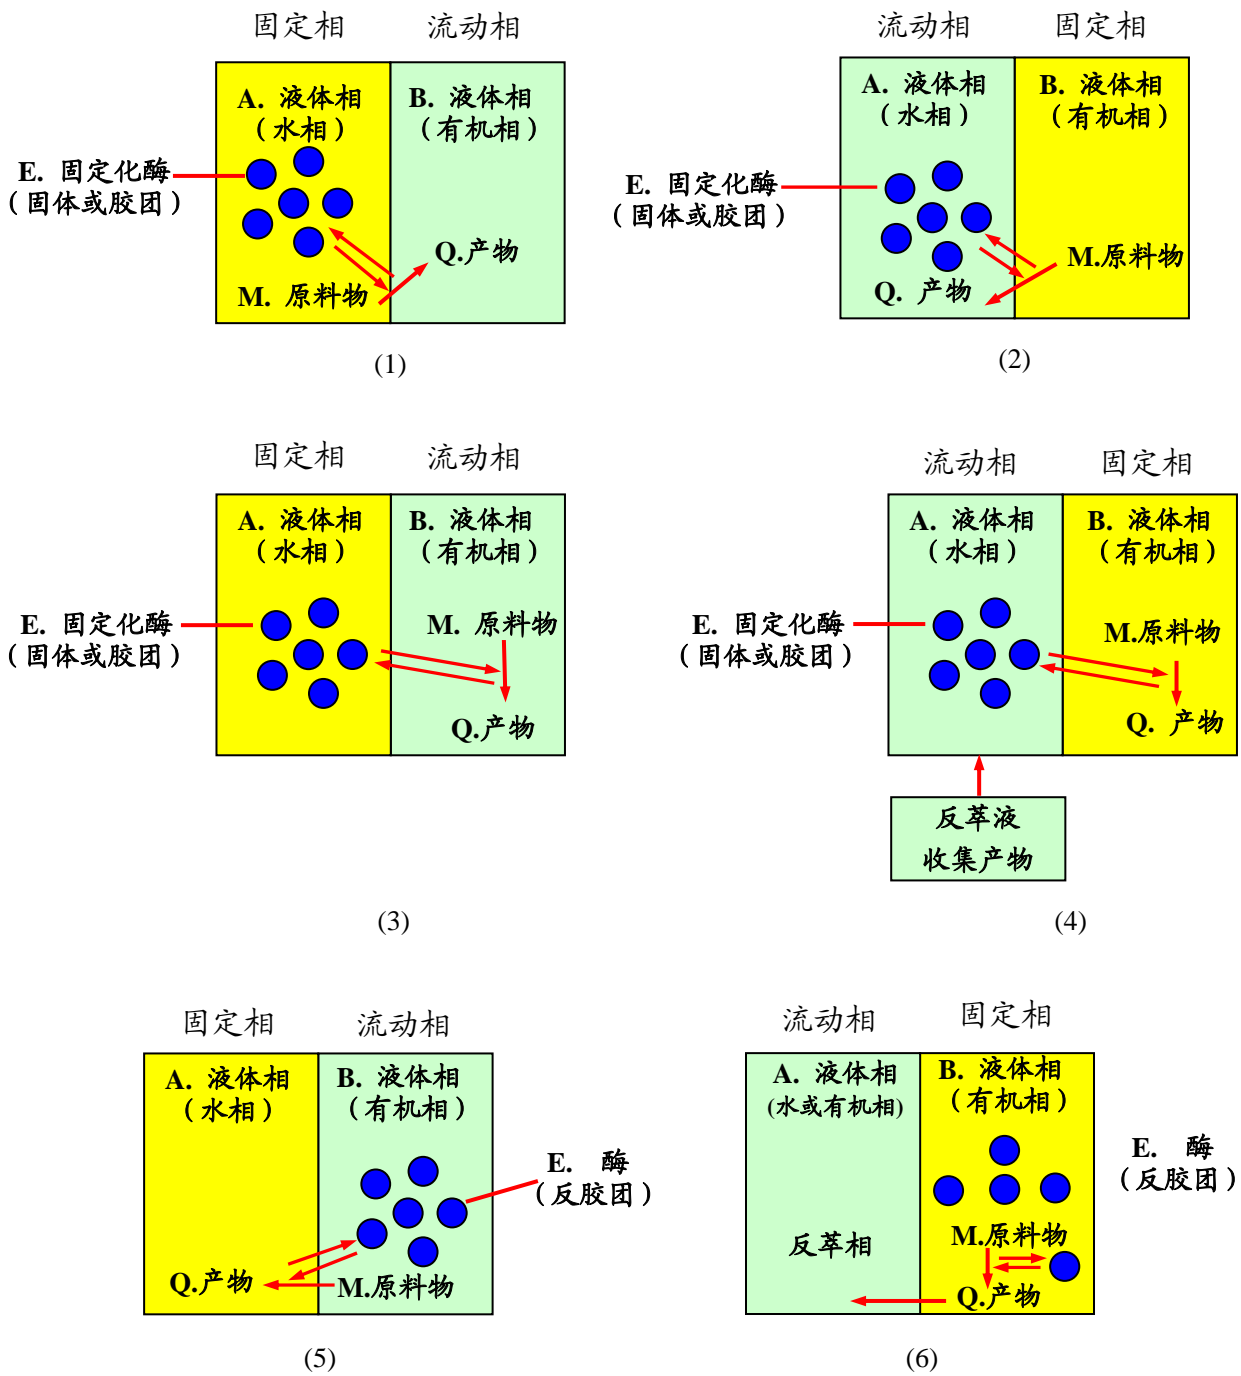 固定相 流动相
A. 液体相
（水相）
B. 液体相
（有机相）
E. 固定化酶
（固体或胶团）
Q.产物
M. 原料物
(1)
流动相 固定相
A. 液体相
（水相）
B. 液体相
（有机相）
E. 固定化酶
（固体或胶团）
M.原料物
Q. 产物
(2)
固定相 流动相
A. 液体相
（水相）
B. 液体相
（有机相）
E. 固定化酶
（固体或胶团）
M. 原料物
Q.产物
(3)
流动相 固定相
A. 液体相
（水相）
B. 液体相
（有机相）
E. 固定化酶
（固体或胶团）
M.原料物
Q. 产物
反萃液
收集产物
(4)
固定相 流动相
A. 液体相
（水相）
B. 液体相
（有机相）
E. 酶
（反胶团）
Q.产物
M.原料物
(5)
流动相 固定相
A. 液体相
(水或有机相)
B. 液体相
（有机相）
E. 酶
（反胶团）
反萃相
M.原料物
Q.产物
(6)